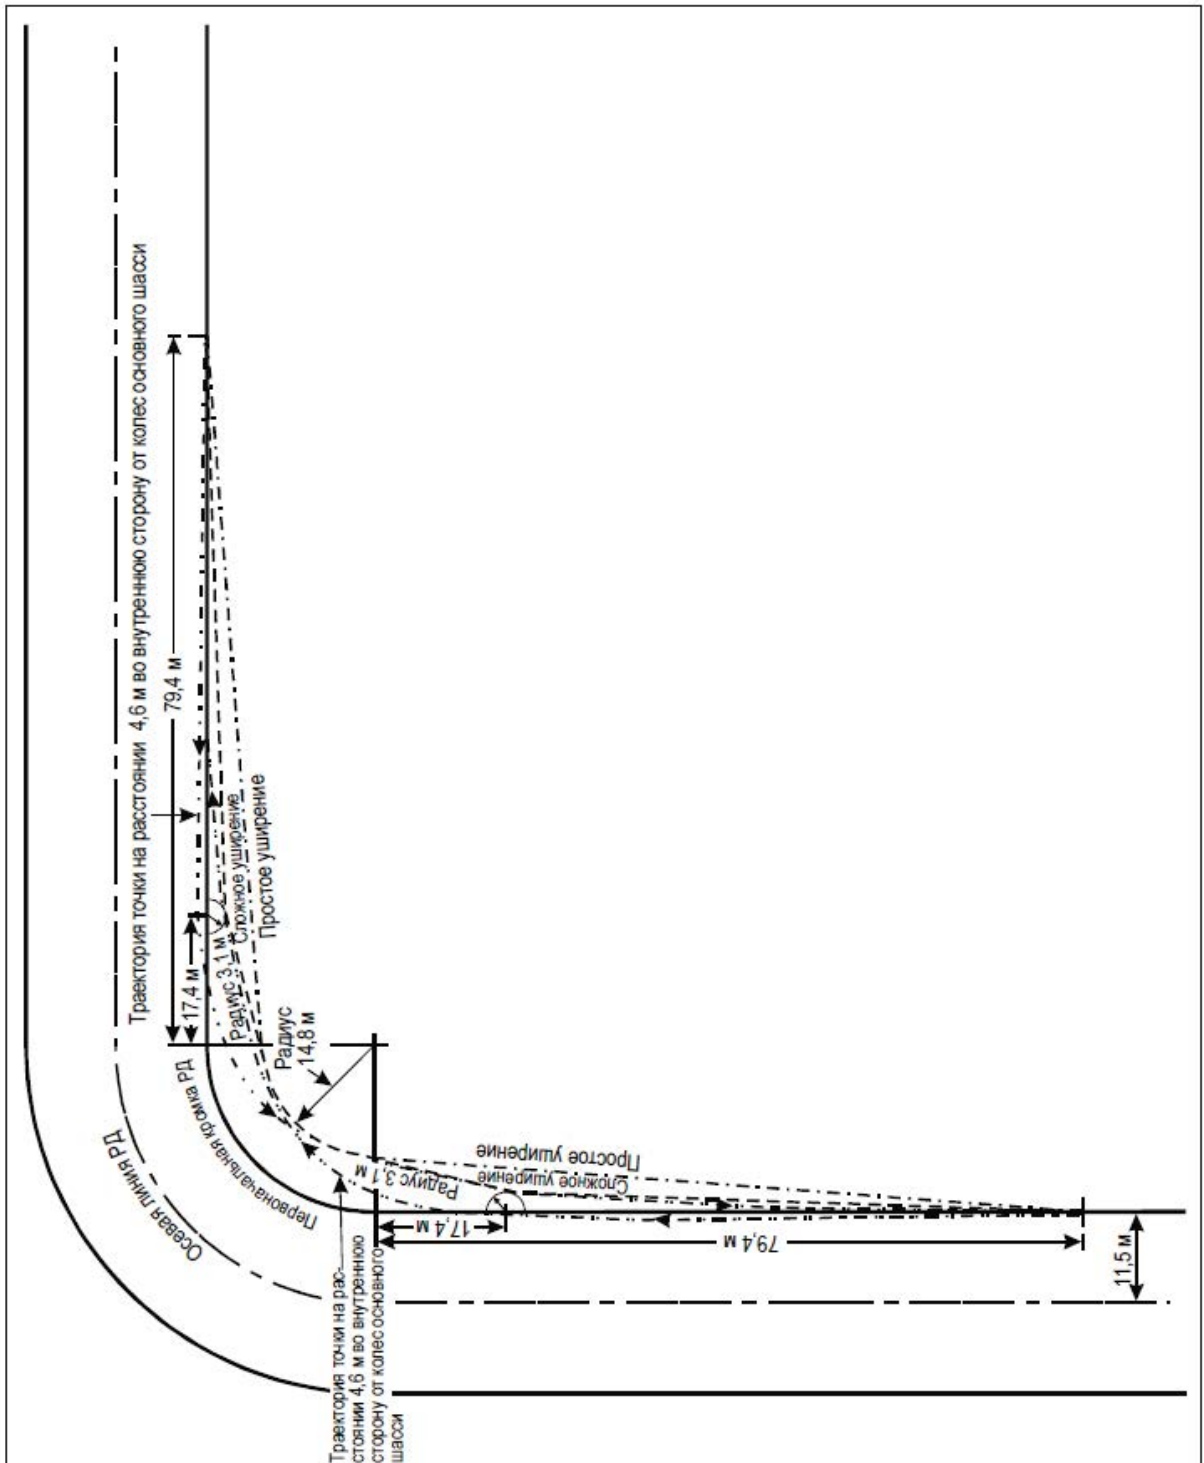 Траектория точки на расстоянии 4,6 м во внутреннюю сторону от колес основного шасси
79,4 м
17,4 м
Радиус 3,1 м
Сложное уширение
Простое уширение
Радиус
14,8 м
Первоначальная кромка РД
Осевая линия РД
Простое уширение
Сложное уширение
Радиус 3,1 м
17,4 м
79,4 м
11,5 м
Траектория точки на рас-
стоянии 4,6 м во внутреннюю
сторону от колес основного
шасси